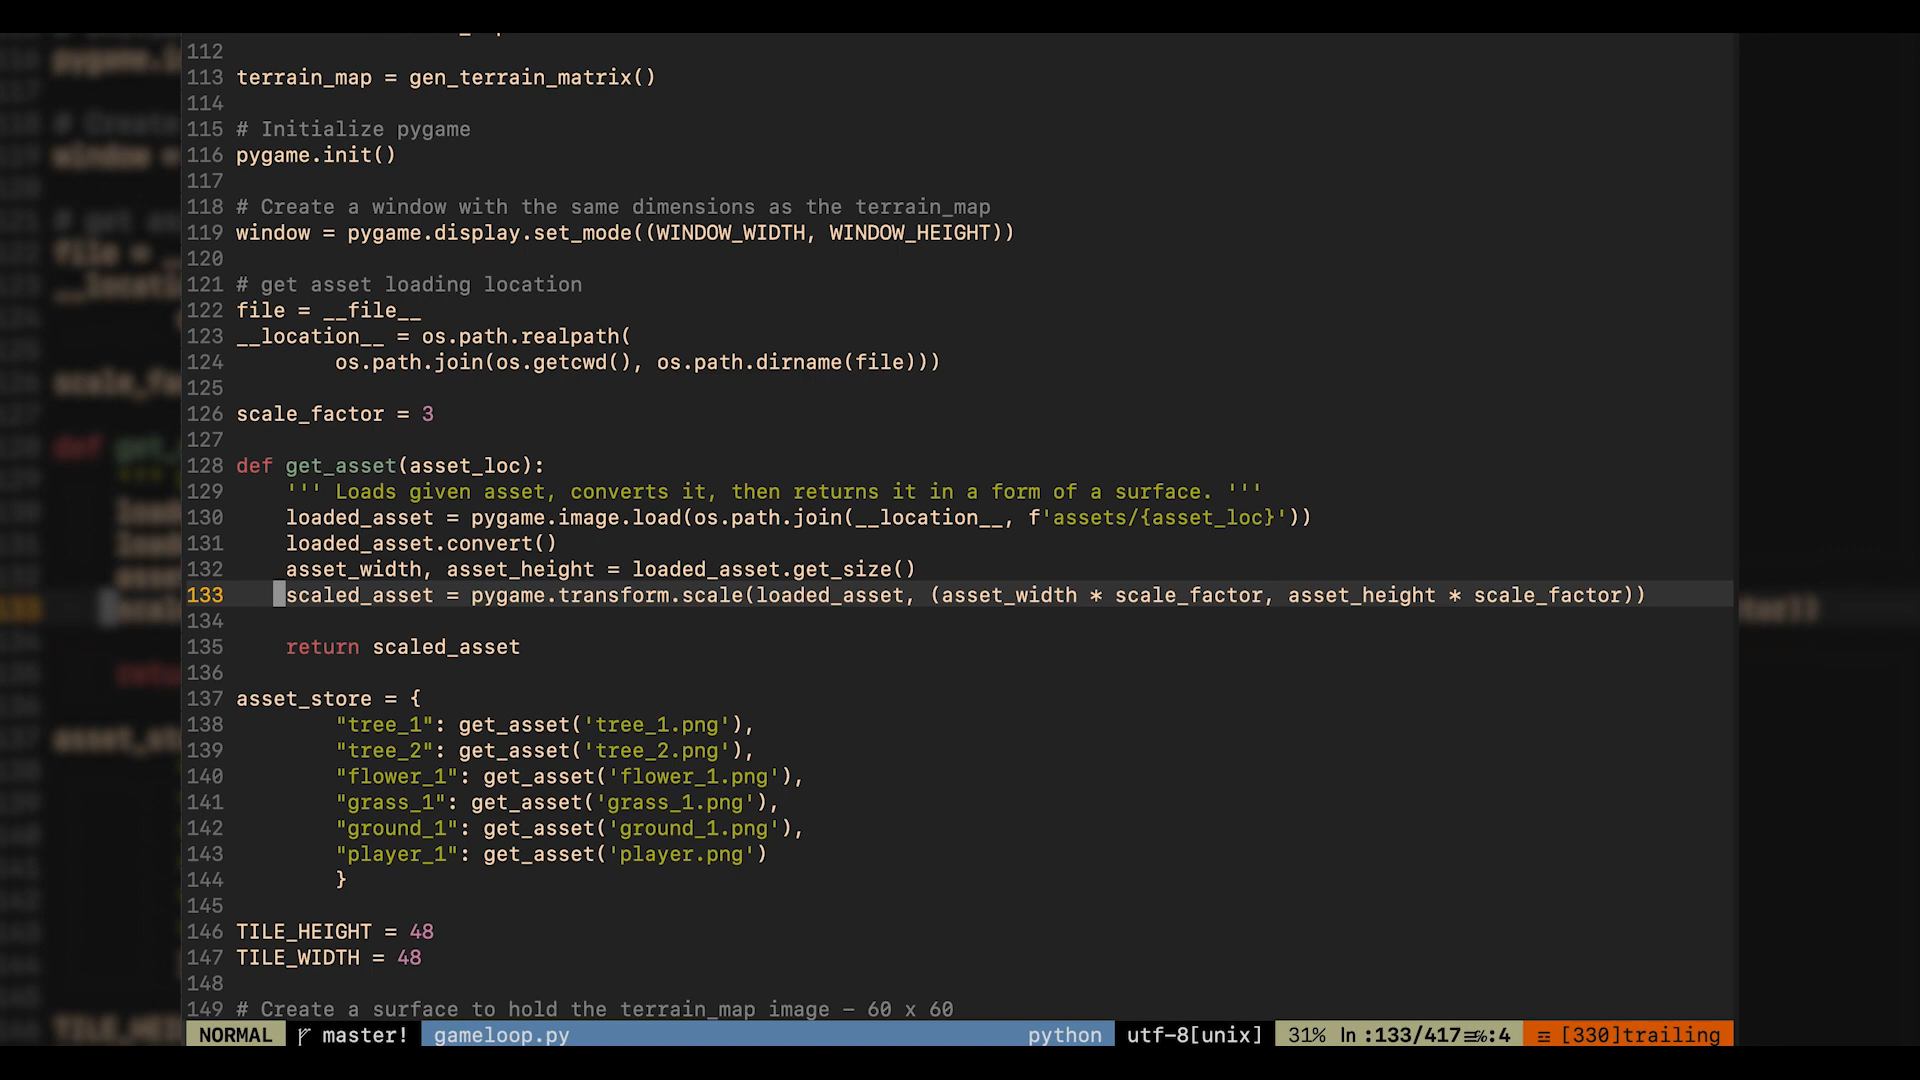 112
113 terrain_map = gen_terrain_matrix()
114
115 # Initialize pygame
116 pygame.init()
117
118 # Create a window with the same dimensions as the terrain_map
119 window = pygame.display.set_mode((WINDOW_WIDTH, WINDOW_HEIGHT))
120
121 # get asset loading location
122 file = __file__
123 __location__ = os.path.realpath(
124         os.path.join(os.getcwd(), os.path.dirname(file)))
125
126 scale_factor = 3
127
128 def get_asset(asset_loc):
129     ''' Loads given asset, converts it, then returns it in a form of a surface. '''
130     loaded_asset = pygame.image.load(os.path.join(__location__, f'assets/{asset_loc}'))
131     loaded_asset.convert()
132     asset_width, asset_height = loaded_asset.get_size()
133     scaled_asset = pygame.transform.scale(loaded_asset, (asset_width * scale_factor, asset_height * scale_factor))
134
135     return scaled_asset
136
137 asset_store = {
138         "tree_1": get_asset('tree_1.png'),
139         "tree_2": get_asset('tree_2.png'),
140         "flower_1": get_asset('flower_1.png'),
141         "grass_1": get_asset('grass_1.png'),
142         "ground_1": get_asset('ground_1.png'),
143         "player_1": get_asset('player.png')
144         }
145
146 TILE_HEIGHT = 48
147 TILE_WIDTH = 48
148
149 # Create a surface to hold the terrain_map image - 60 x 60
NORMAL master! gameloop.py python utf-8[unix] 31% ln :133/417≡%:4 ☲ [330]trailing